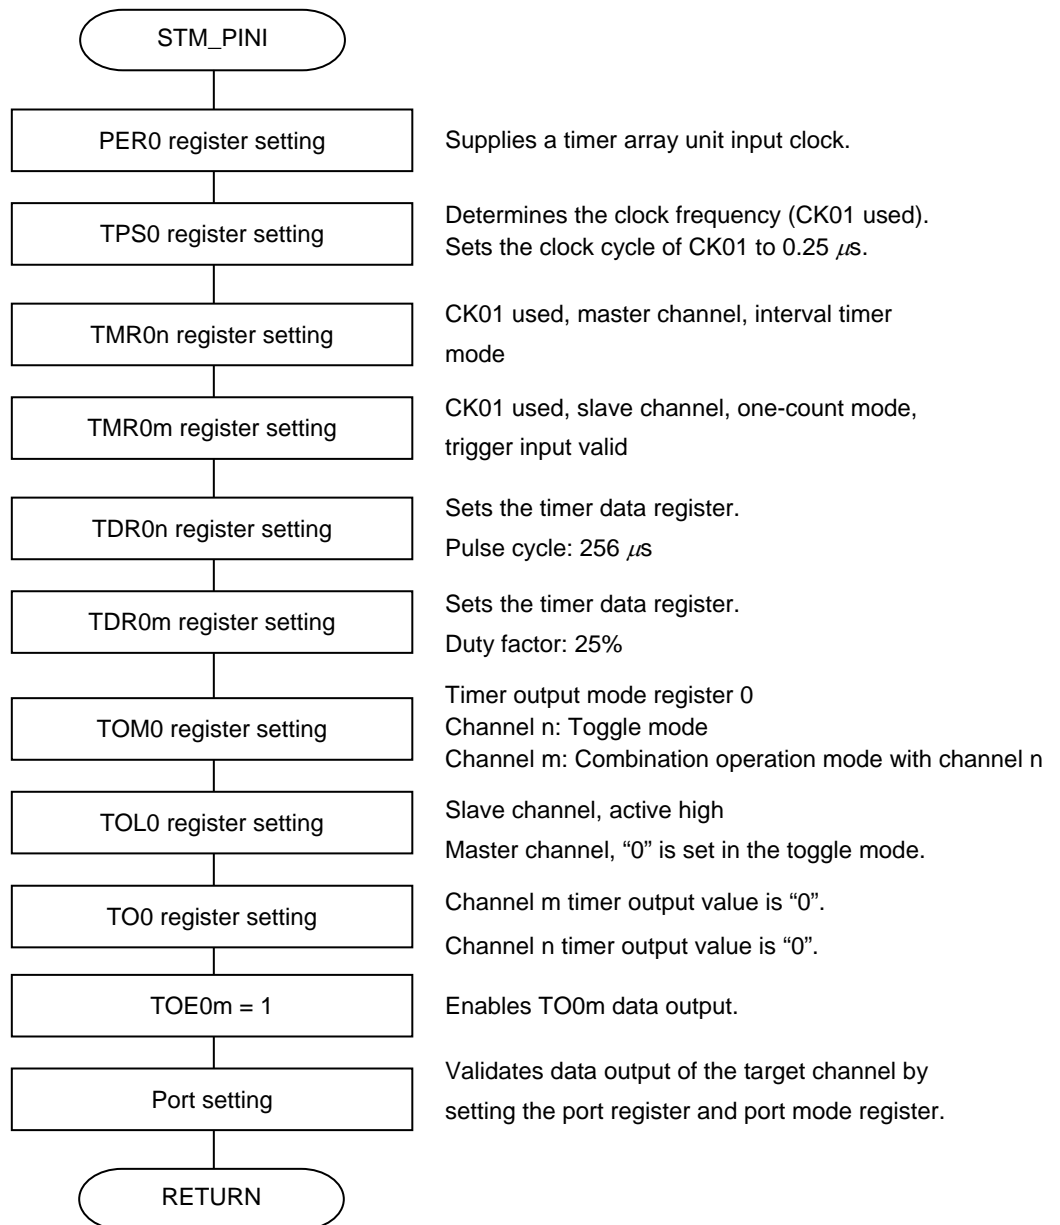 STM_PINI
PER0 register setting
Supplies a timer array unit input clock.
TPS0 register setting
Determines the clock frequency (CK01 used).
Sets the clock cycle of CK01 to 0.25 μs.
TMR0n register setting
CK01 used, master channel, interval timer
mode
TMR0m register setting
CK01 used, slave channel, one-count mode,
trigger input valid
TDR0n register setting
Sets the timer data register.
Pulse cycle: 256 μs
TDR0m register setting
Sets the timer data register.
Duty factor: 25%
TOM0 register setting
Timer output mode register 0
Channel n: Toggle mode
Channel m: Combination operation mode with channel n
TOL0 register setting
Slave channel, active high
Master channel, “0” is set in the toggle mode.
TO0 register setting
Channel m timer output value is “0”.
Channel n timer output value is “0”.
TOE0m = 1
Enables TO0m data output.
Port setting
Validates data output of the target channel by
setting the port register and port mode register.
RETURN